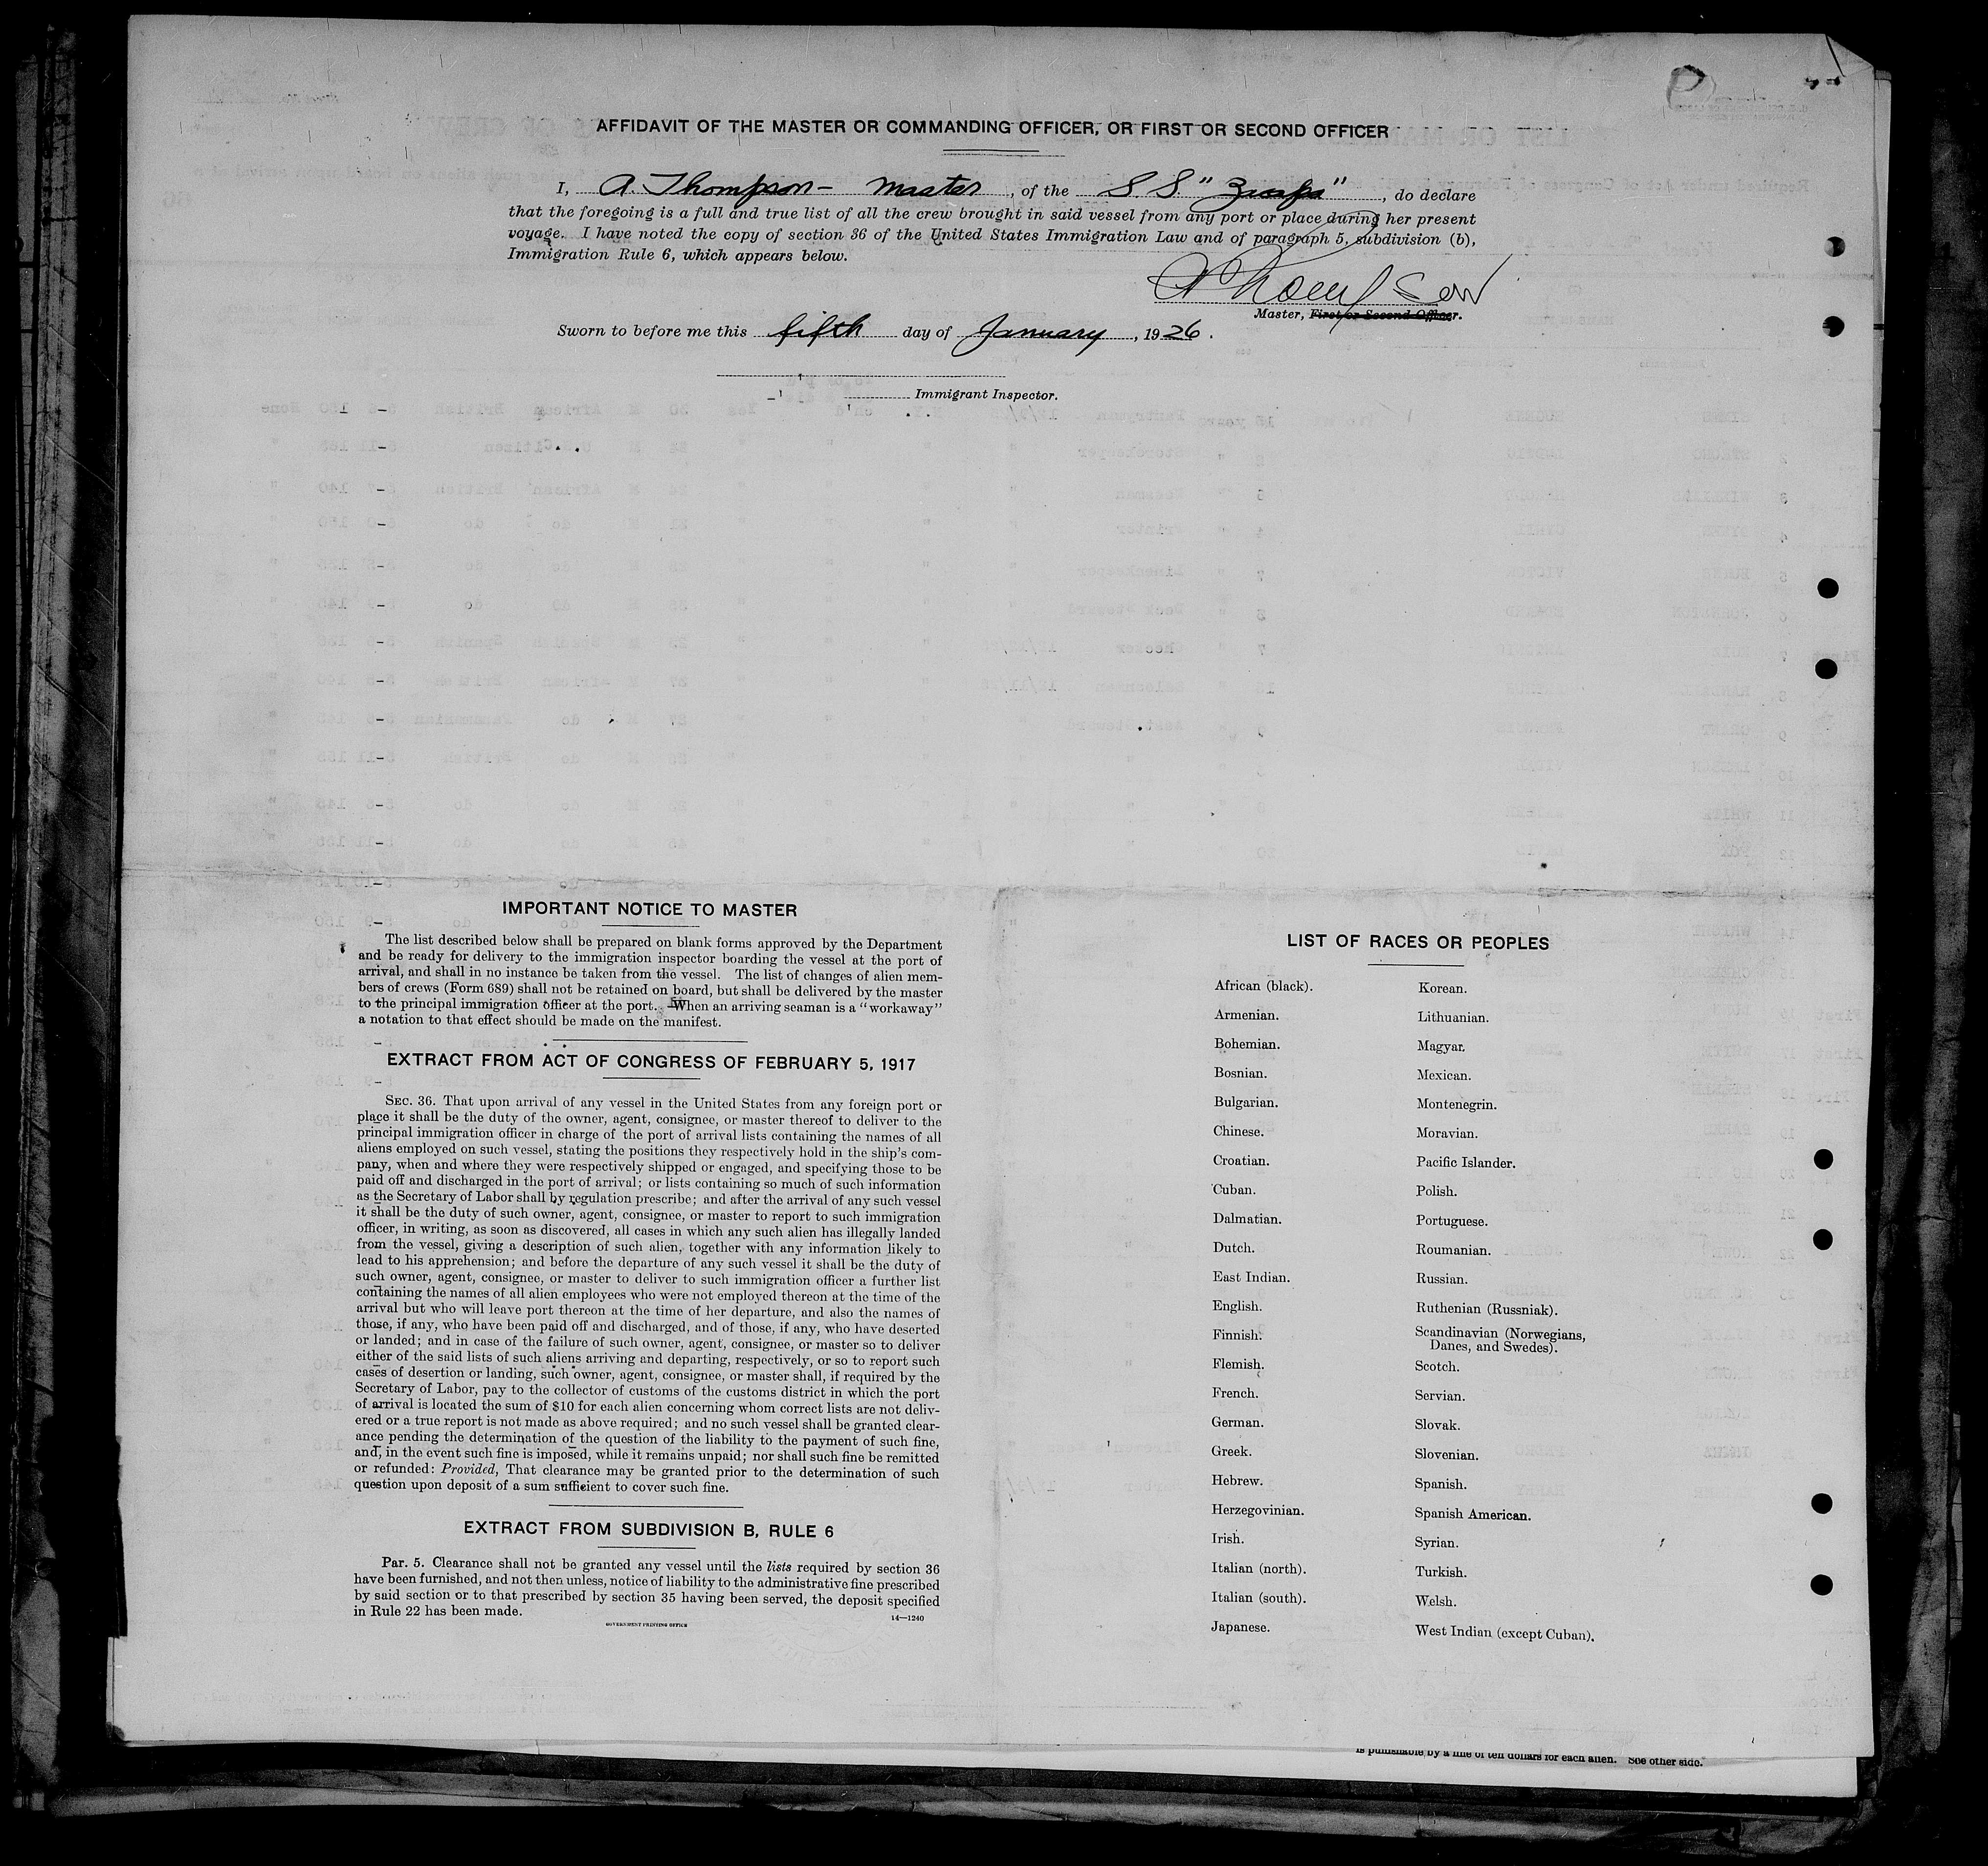 AFFIDAVIT OF THE MASTER OR COMMANDING OFFICER, OR FIRST OR SECOND OFFICER
I, A. Thompson – Master, of the S.S. " ", do declare
that the foregoing is a full and true list of all the crew brought in said vessel from any port or place during her present
voyage. I have noted the copy of section 36 of the United States Immigration Law and of paragraph 5, subdivision (b),
Immigration Rule 6, which appears below.
A Thompson
Master, First or Second Officer.
Sworn to before me this fifth day of January, 1926.
Immigrant Inspector.
IMPORTANT NOTICE TO MASTER
The list described below shall be prepared on blank forms approved by the Department
and be ready for delivery to the immigration inspector boarding the vessel at the port of
arrival, and shall in no instance be taken from the vessel. The list of changes of alien mem-
bers of crews (Form 689) shall not be retained on board, but shall be delivered by the master
to the principal immigration officer at the port. When an arriving seaman is a "workaway"
a notation to that effect should be made on the manifest.
EXTRACT FROM ACT OF CONGRESS OF FEBRUARY 5, 1917
SEC. 36. That upon arrival of any vessel in the United States from any foreign port or
place it shall be the duty of the owner, agent, consignee, or master thereof to deliver to the
principal immigration officer in charge of the port of arrival lists containing the names of all
aliens employed on such vessel, stating the positions they respectively hold in the ship's com-
pany, when and where they were respectively shipped or engaged, and specifying those to be
paid off and discharged in the port of arrival; or lists containing so much of such information
as the Secretary of Labor shall by regulation prescribe; and after the arrival of any such vessel
it shall be the duty of such owner, agent, consignee, or master to report to such immigration
officer, in writing, as soon as discovered, all cases in which any such alien has illegally landed
from the vessel, giving a description of such alien, together with any information likely to
lead to his apprehension; and before the departure of any such vessel it shall be the duty of
such owner, agent, consignee, or master to deliver to such immigration officer a further list
containing the names of all alien employees who were not employed thereon at the time of the
arrival but who will leave port thereon at the time of her departure, and also the names of
those, if any, who have been paid off and discharged, and of those, if any, who have deserted
or landed; and in case of the failure of such owner, agent, consignee, or master so to deliver
either of the said lists of such aliens arriving and departing, respectively, or so to report such
cases of desertion or landing, such owner, agent, consignee, or master shall, if required by the
Secretary of Labor, pay to the collector of customs of the customs district in which the port
of arrival is located the sum of $10 for each alien concerning whom correct lists are not deliv-
ered or a true report is not made as above required; and no such vessel shall be granted clear-
ance pending the determination of the question of the liability to the payment of such fine,
and, in the event such fine is imposed, while it remains unpaid; nor shall such fine be remitted
or refunded: Provided, That clearance may be granted prior to the determination of such
question upon deposit of a sum sufficient to cover such fine.
EXTRACT FROM SUBDIVISION B, RULE 6
Par. 5. Clearance shall not be granted any vessel until the lists required by section 36
have been furnished, and not then unless, notice of liability to the administrative fine prescribed
by said section or to that prescribed by section 35 having been served, the deposit specified
in Rule 22 has been made.
14—1240
GOVERNMENT PRINTING OFFICE
LIST OF RACES OR PEOPLES
African (black).
Armenian.
Bohemian.
Bosnian.
Bulgarian.
Chinese.
Croatian.
Cuban.
Dalmatian.
Dutch.
East Indian.
English.
Finnish.
Flemish.
French.
German.
Greek.
Hebrew.
Herzegovinian.
Irish.
Italian (north).
Italian (south).
Japanese.
Korean.
Lithuanian.
Magyar.
Mexican.
Montenegrin.
Moravian.
Pacific Islander.
Polish.
Portuguese.
Roumanian.
Russian.
Ruthenian (Russniak).
Scandinavian (Norwegians,
Danes, and Swedes).
Scotch.
Servian.
Slovak.
Slovenian.
Spanish.
Spanish American.
Syrian.
Turkish.
Welsh.
West Indian (except Cuban).
is punishable by a fine of ten dollars for each alien. See other side.